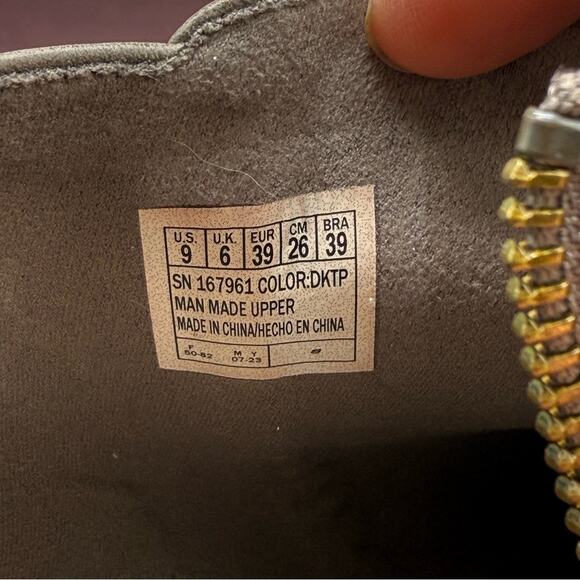 U.S. U.K. EUR CM BRA
9 6 39 26 39
SN 167961 COLOR:DKTP
MAN MADE UPPER
MADE IN CHINA/HECHO EN CHINA
F M Y
50-82 07-23